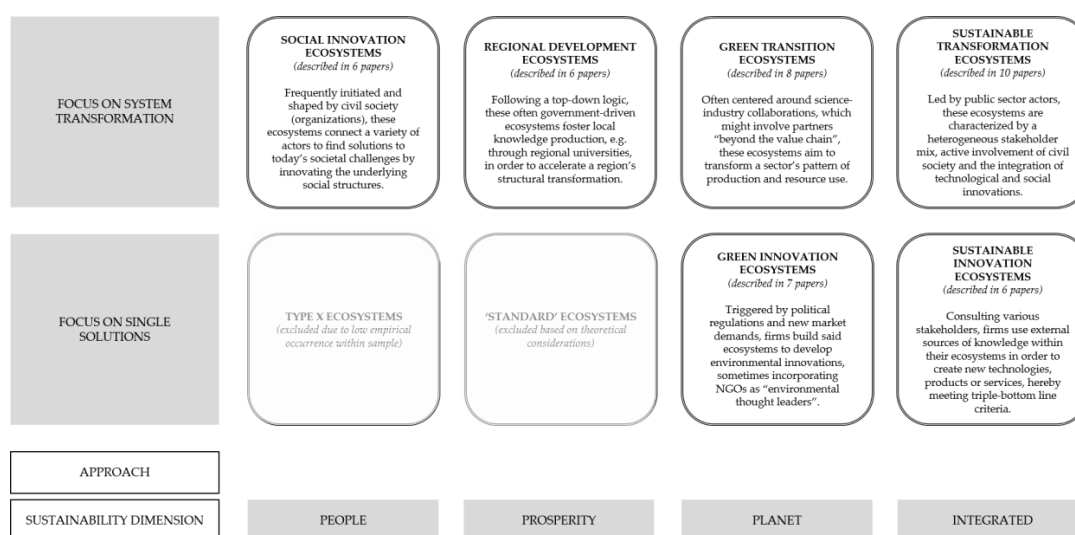 FOCUS ON SYSTEM
TRANSFORMATION
SOCIAL INNOVATION
ECOSYSTEMS
(described in 6 papers)
Frequently initiated and
shaped by civil society
(organizations), these
ecosystems connect a variety of
actors to find solutions to
today's societal challenges by
innovating the underlying
social structures.
REGIONAL DEVELOPMENT
ECOSYSTEMS
(described in 6 papers)
Following a top-down logic,
these often government-driven
ecosystems foster local
knowledge production, e.g.
through regional universities,
in order to accelerate a region's
structural transformation.
GREEN TRANSITION
ECOSYSTEMS
(described in 8 papers)
Often centered around science-
industry collaborations, which
might involve partners
"beyond the value chain",
these ecosystems aim to
transform a sector's pattern of
production and resource use.
SUSTAINABLE
TRANSFORMATION
ECOSYSTEMS
(described in 10 papers)
Led by public sector actors,
these ecosystems are
characterized by a
heterogeneous stakeholder
mix, active involvement of civil
society and the integration of
technological and social
innovations.
FOCUS ON SINGLE
SOLUTIONS
TYPE X ECOSYSTEMS
(excluded due to low empirical
occurrence within sample)
'STANDARD' ECOSYSTEMS
(excluded based on theoretical
considerations)
GREEN INNOVATION
ECOSYSTEMS
(described in 7 papers)
Triggered by political
regulations and new market
demands, firms build said
ecosystems to develop
environmental innovations,
sometimes incorporating
NGOs as "environmental
thought leaders".
SUSTAINABLE
INNOVATION
ECOSYSTEMS
(described in 6 papers)
Consulting various
stakeholders, firms use external
sources of knowledge within
their ecosystems in order to
create new technologies,
products or services, hereby
meeting triple-bottom line
criteria.
APPROACH
SUSTAINABILITY DIMENSION
PEOPLE
PROSPERITY
PLANET
INTEGRATED